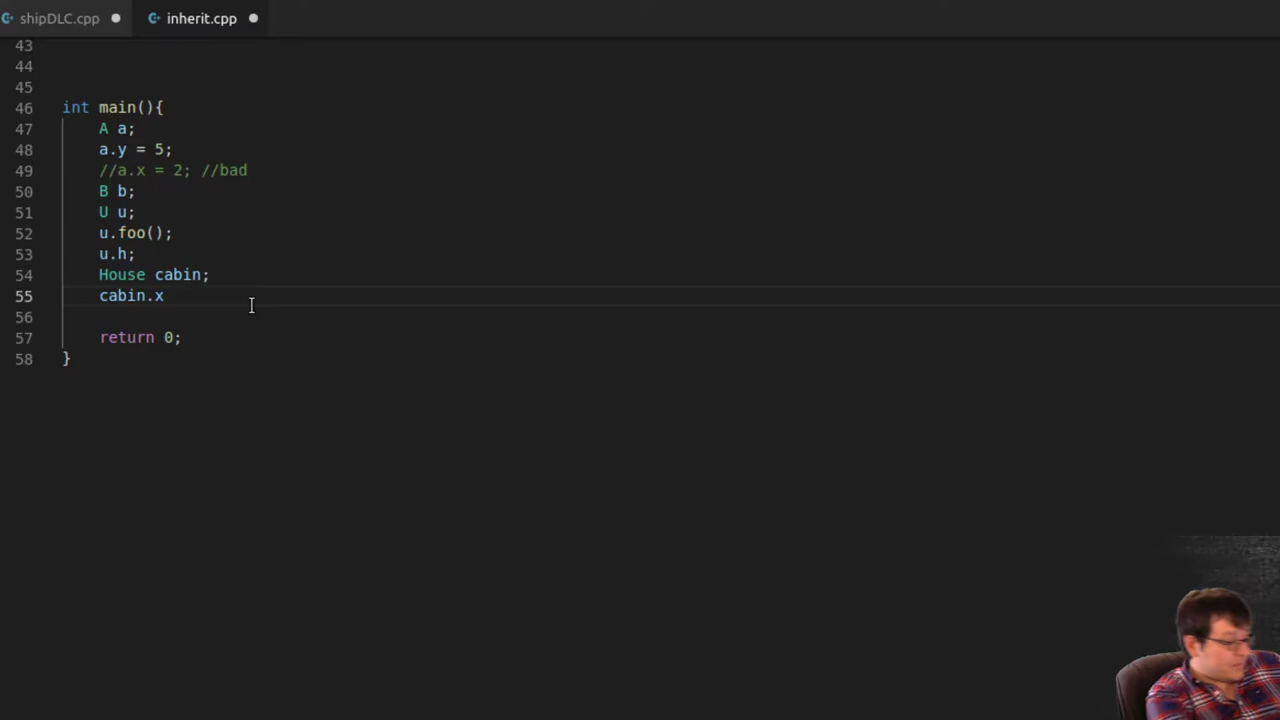 shipDLC.cpp
inherit.cpp
43
44
45
46 int main(){
47 A a;
48 a.y = 5;
49 //a.x = 2; //bad
50 B b;
51 U u;
52 u.foo();
53 u.h;
54 House cabin;
55 cabin.x
56
57 return 0;
58 }